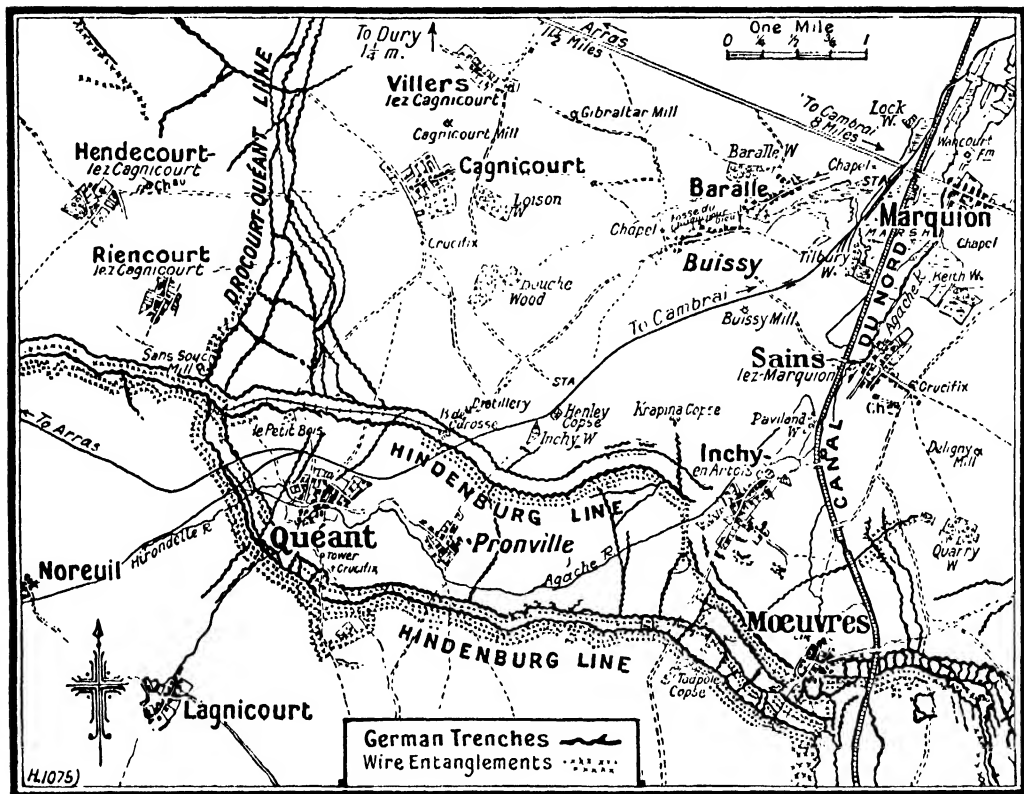 To Dury
1¼ m.
Arras
11½ Miles
One Mile
0 ¼ ½ ¾ 1
DROCOURT-QUÉANT LINE
Villers
lez Cagnicourt
Cagnicourt Mill
Gibraltar Mill
To Cambrai
8 Miles
Lock
W.
Hendecourt-
lez Cagnicourt
Chau
Cagnicourt
Loison
W
Baralle W
Baralle
Chapel
STA
Marquion
MARSH
Chapel
Riencourt
lez Cagnicourt
Crucifix
Chapel
Buissy
Tilbury
W.
Keith W.
Douche
Wood
To Cambrai
Buissy Mill
CANAL DU NORD
Agache R
Sains-
lez-Marquion
Crucifix
Ch
Sans Souci
Mill
STA
Distillery
Henley
Copse
Inchy W
Krapina Copse
Paviland
W
Deligny
Mill
To Arras
le Petit Bois
HINDENBURG LINE
Inchy-
en Artois
Hirondelle R
Quéant
Tower
Crucifix
Pronville
Agache R
Quarry
W
Noreuil
HINDENBURG LINE
Mœuvres
Tadpole
Copse
Lagnicourt
German Trenches
Wire Entanglements
(H.1075)